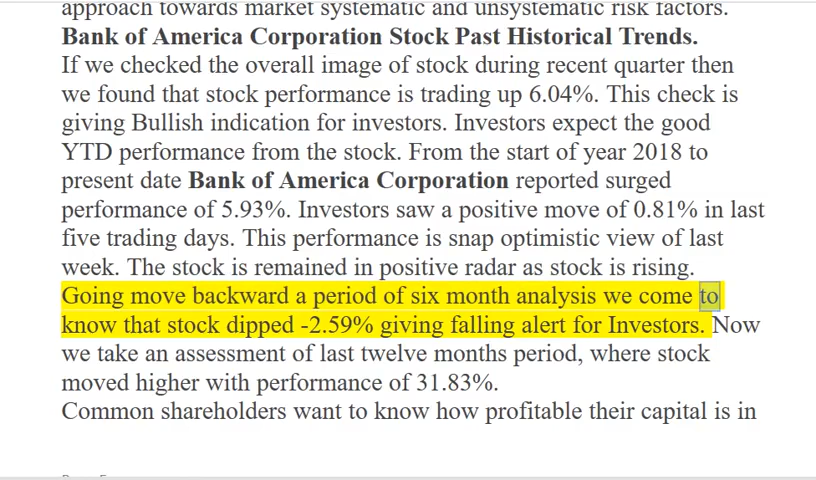 approach towards market systematic and unsystematic risk factors.
Bank of America Corporation Stock Past Historical Trends.
If we checked the overall image of stock during recent quarter then
we found that stock performance is trading up 6.04%. This check is
giving Bullish indication for investors. Investors expect the good
YTD performance from the stock. From the start of year 2018 to
present date Bank of America Corporation reported surged
performance of 5.93%. Investors saw a positive move of 0.81% in last
five trading days. This performance is snap optimistic view of last
week. The stock is remained in positive radar as stock is rising.
Going move backward a period of six month analysis we come to
know that stock dipped -2.59% giving falling alert for Investors. Now
we take an assessment of last twelve months period, where stock
moved higher with performance of 31.83%.
Common shareholders want to know how profitable their capital is in